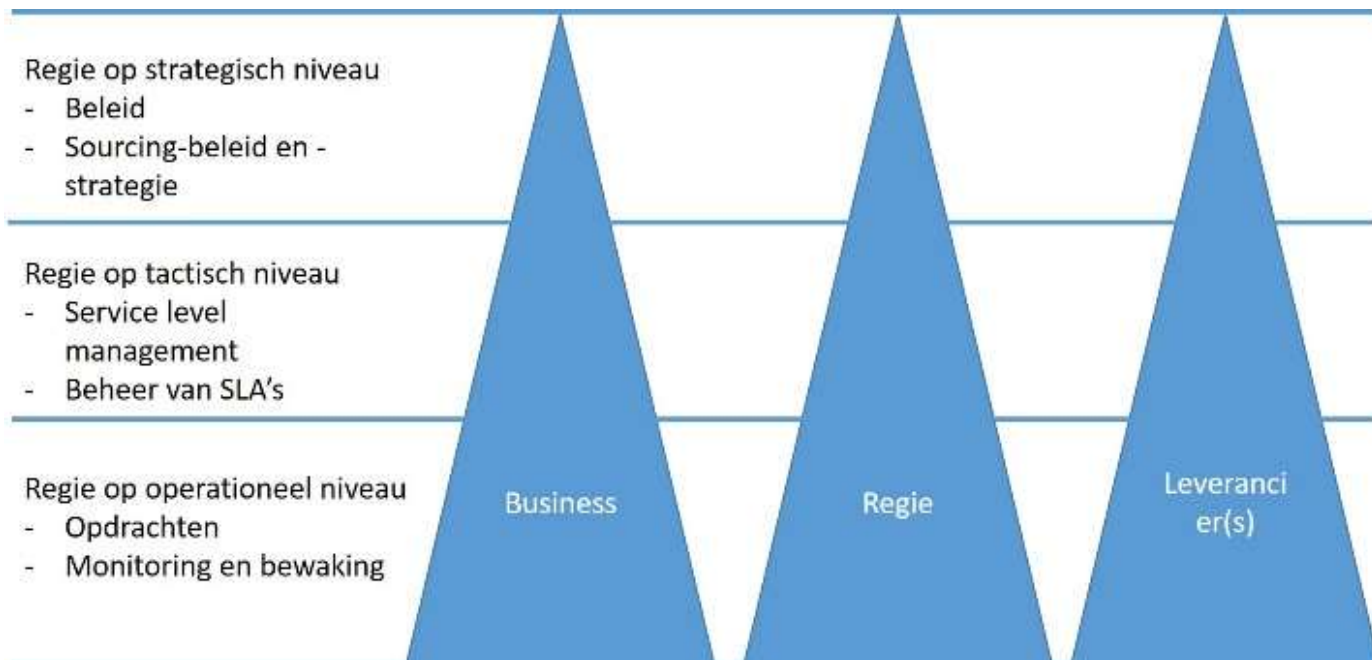 Regie op strategisch niveau
- Beleid
- Sourcing-beleid en -
strategie
Regie op tactisch niveau
- Service level
management
- Beheer van SLA's
Regie op operationeel niveau
- Opdrachten
- Monitoring en bewaking
Business
Regie
Leveranci
er(s)